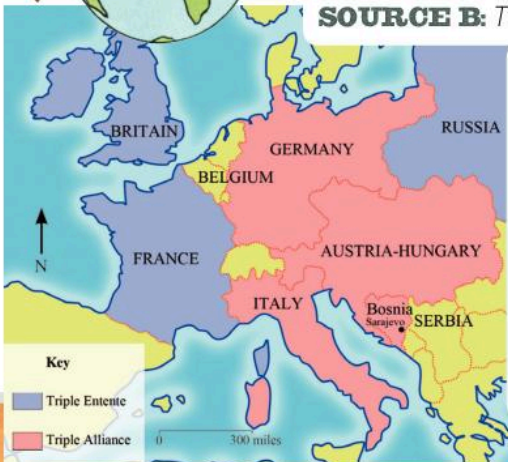 SOURCE B: T
BRITAIN
RUSSIA
GERMANY
BELGIUM
FRANCE
AUSTRIA-HUNGARY
N
ITALY
Bosnia
Sarajevo
SERBIA
Key
Triple Entente
Triple Alliance
0 300 miles